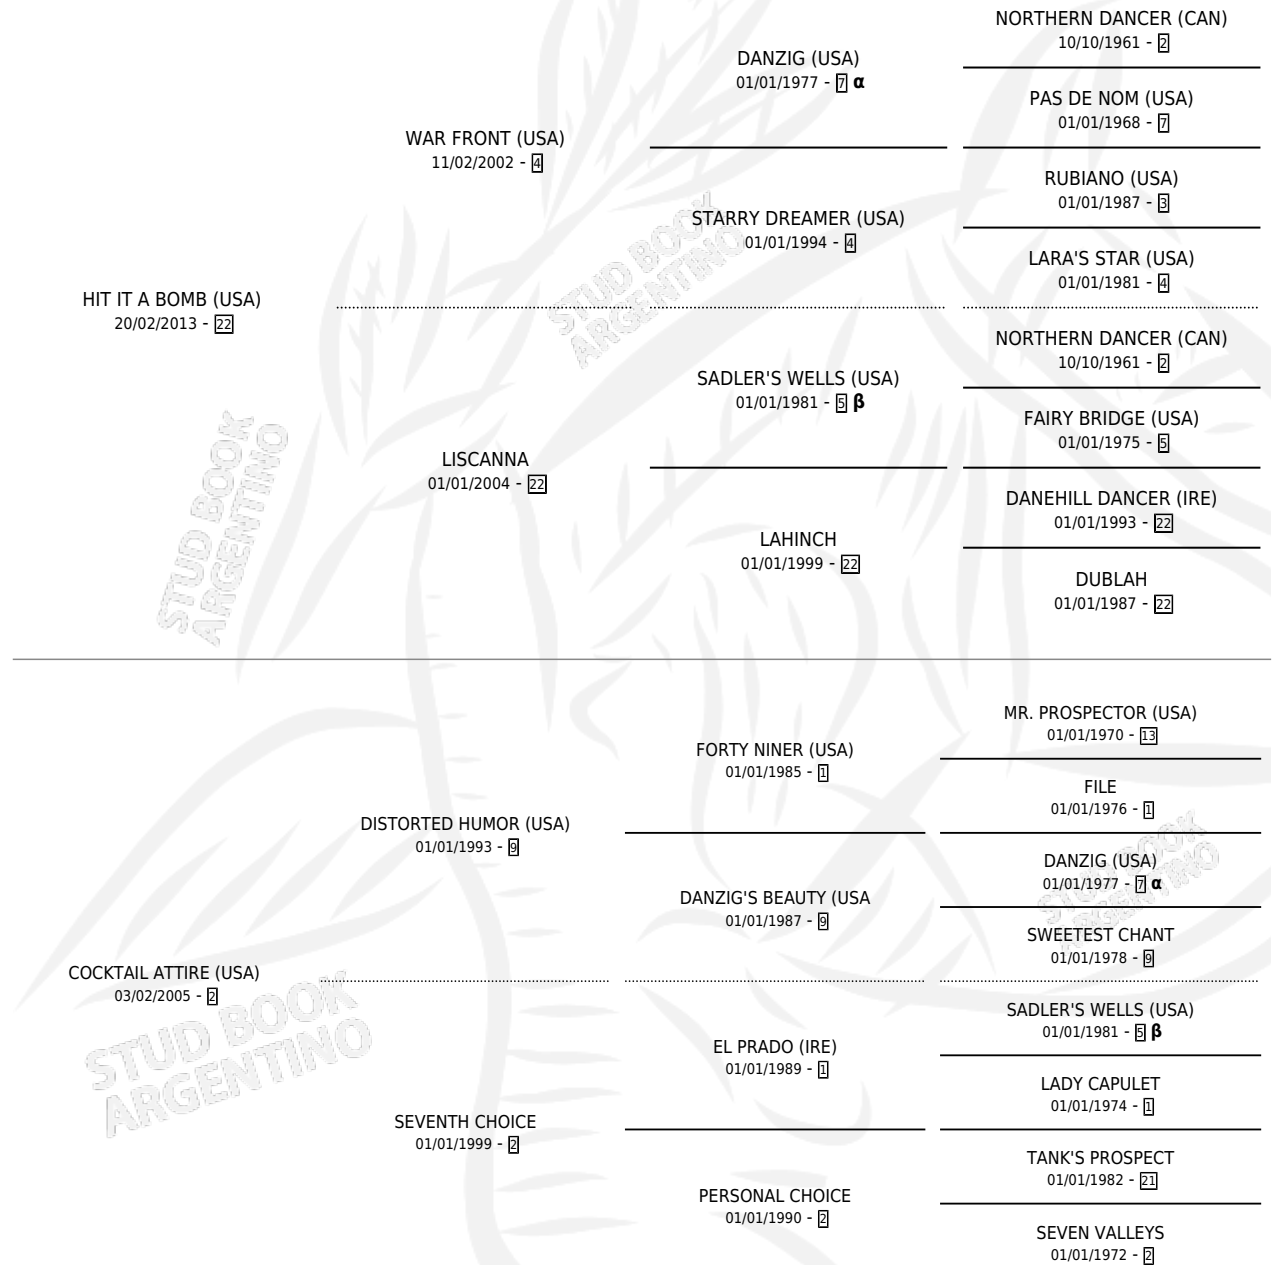 NORTHERN DANCER (CAN)
10/10/1961 - 2
DANZIG (USA)
01/01/1977 - 7 α
PAS DE NOM (USA)
01/01/1968 - 7
WAR FRONT (USA)
11/02/2002 - 4
RUBIANO (USA)
01/01/1987 - 3
STARRY DREAMER (USA)
01/01/1994 - 4
LARA'S STAR (USA)
01/01/1981 - 4
HIT IT A BOMB (USA)
20/02/2013 - 22
NORTHERN DANCER (CAN)
10/10/1961 - 2
SADLER'S WELLS (USA)
01/01/1981 - 5 β
FAIRY BRIDGE (USA)
01/01/1975 - 5
LISCANNA
01/01/2004 - 22
DANEHILL DANCER (IRE)
01/01/1993 - 22
LAHINCH
01/01/1999 - 22
DUBLAH
01/01/1987 - 22
STUD BOOK
ARGENTINO
STUD BOOK
ARGENTINO
MR. PROSPECTOR (USA)
01/01/1970 - 13
FORTY NINER (USA)
01/01/1985 - 1
FILE
01/01/1976 - 1
DISTORTED HUMOR (USA)
01/01/1993 - 9
DANZIG (USA)
01/01/1977 - 7 α
DANZIG'S BEAUTY (USA
01/01/1987 - 9
SWEETEST CHANT
01/01/1978 - 9
COCKTAIL ATTIRE (USA)
03/02/2005 - 2
SADLER'S WELLS (USA)
01/01/1981 - 5 β
EL PRADO (IRE)
01/01/1989 - 1
LADY CAPULET
01/01/1974 - 1
SEVENTH CHOICE
01/01/1999 - 2
TANK'S PROSPECT
01/01/1982 - 21
PERSONAL CHOICE
01/01/1990 - 2
SEVEN VALLEYS
01/01/1972 - 2
STUD BOOK
ARGENTINO
STUD BOOK
ARGENTINO